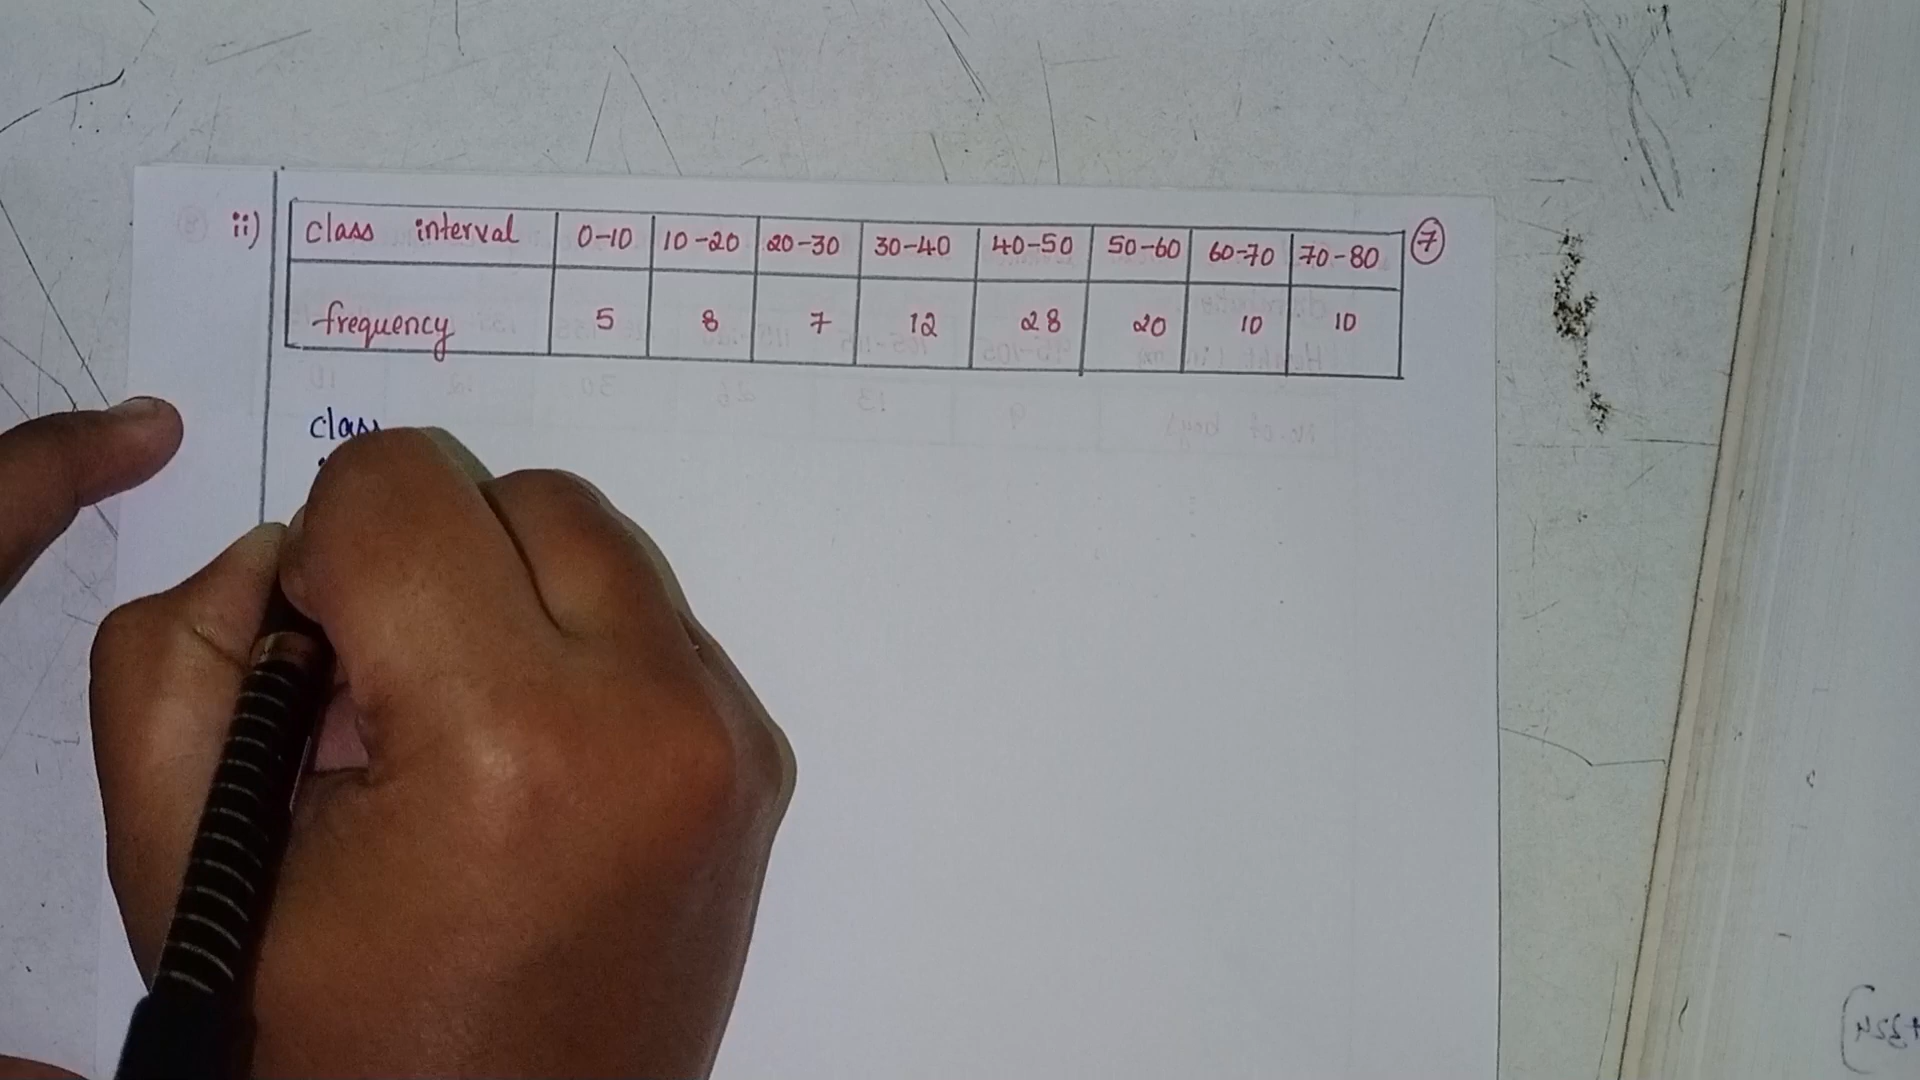 ii) class interval 0-10 10-20 20-30 30-40 40-50 50-60 60-70 70-80 7
frequency 5 8 7 12 28 20 10 10
class